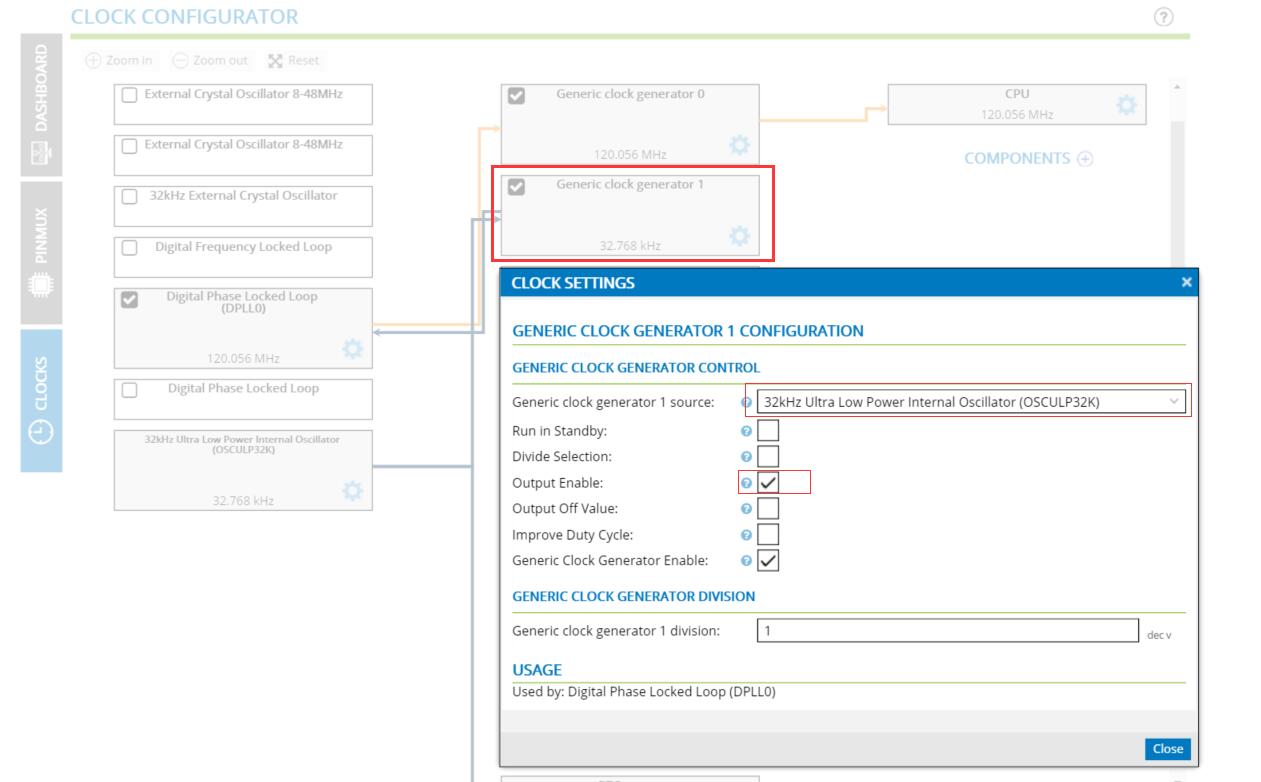 CLOCK CONFIGURATOR
DASHBOARD
PINMUX
CLOCKS
Zoom in
Zoom out
Reset
External Crystal Oscillator 8-48MHz
External Crystal Oscillator 8-48MHz
32kHz External Crystal Oscillator
Digital Frequency Locked Loop
Digital Phase Locked Loop
(DPLL0)
120.056 MHz
Digital Phase Locked Loop
32kHz Ultra Low Power Internal Oscillator
(OSCULP32K)
32.768 kHz
Generic clock generator 0
120.056 MHz
Generic clock generator 1
32.768 kHz
CPU
120.056 MHz
COMPONENTS
CLOCK SETTINGS
GENERIC CLOCK GENERATOR 1 CONFIGURATION
GENERIC CLOCK GENERATOR CONTROL
Generic clock generator 1 source: 32kHz Ultra Low Power Internal Oscillator (OSCULP32K)
Run in Standby:
Divide Selection:
Output Enable:
Output Off Value:
Improve Duty Cycle:
Generic Clock Generator Enable:
GENERIC CLOCK GENERATOR DIVISION
Generic clock generator 1 division: 1 dec v
USAGE
Used by: Digital Phase Locked Loop (DPLL0)
Close